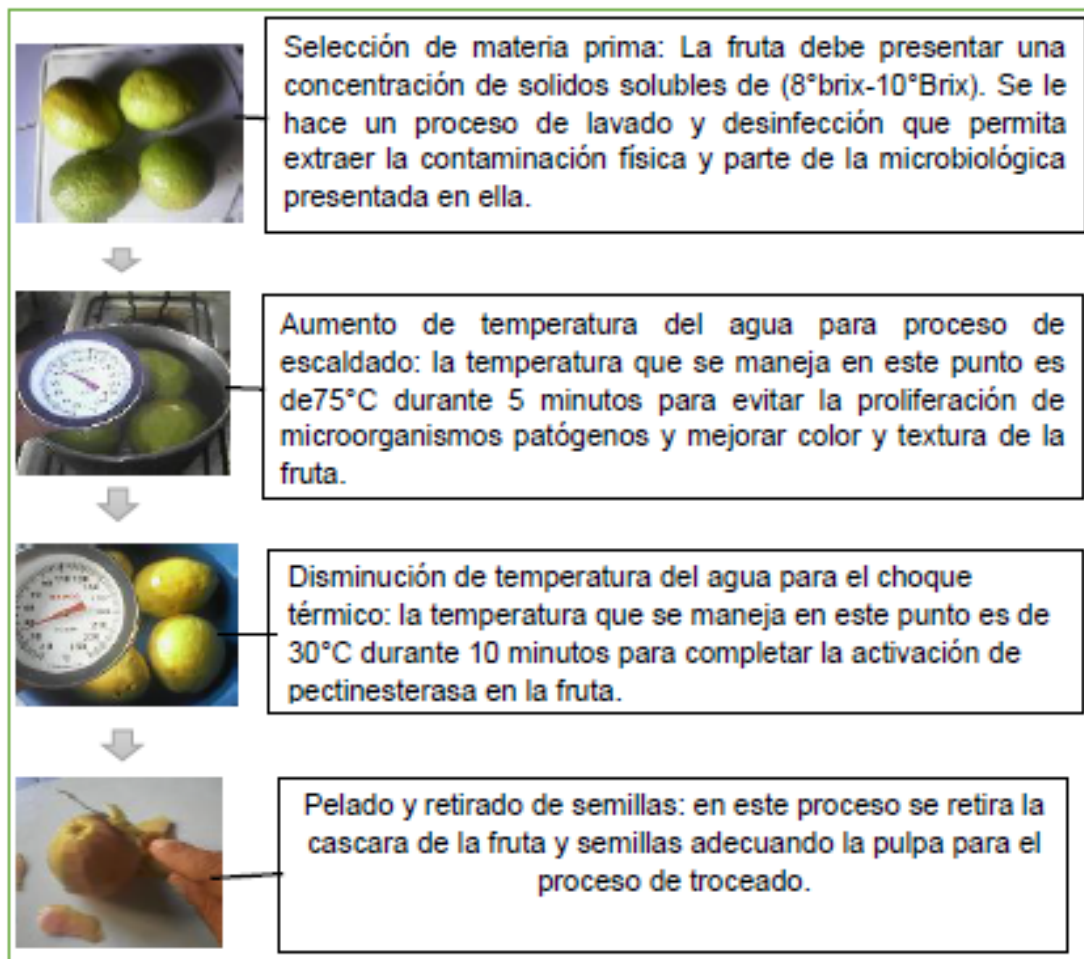 Selección de materia prima: La fruta debe presentar una
concentración de solidos solubles de (8°brix-10°Brix). Se le
hace un proceso de lavado y desinfección que permita
extraer la contaminación física y parte de la microbiológica
presentada en ella.
Aumento de temperatura del agua para proceso de
escaldado: la temperatura que se maneja en este punto es
de75°C durante 5 minutos para evitar la proliferación de
microorganismos patógenos y mejorar color y textura de la
fruta.
Disminución de temperatura del agua para el choque
térmico: la temperatura que se maneja en este punto es de
30°C durante 10 minutos para completar la activación de
pectinesterasa en la fruta.
Pelado y retirado de semillas: en este proceso se retira la
cascara de la fruta y semillas adecuando la pulpa para el
proceso de troceado.